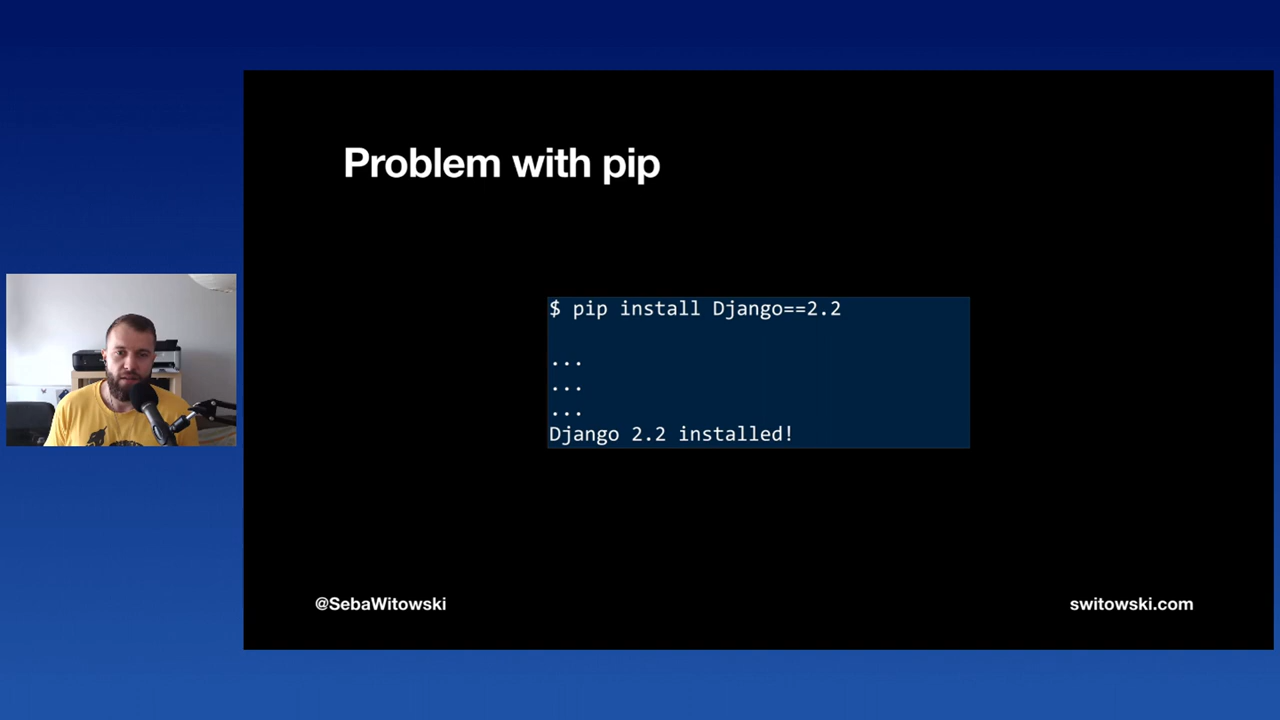 Problem with pip
$ pip install Django==2.2
...
...
...
Django 2.2 installed!
@SebaWitowski
switowski.com